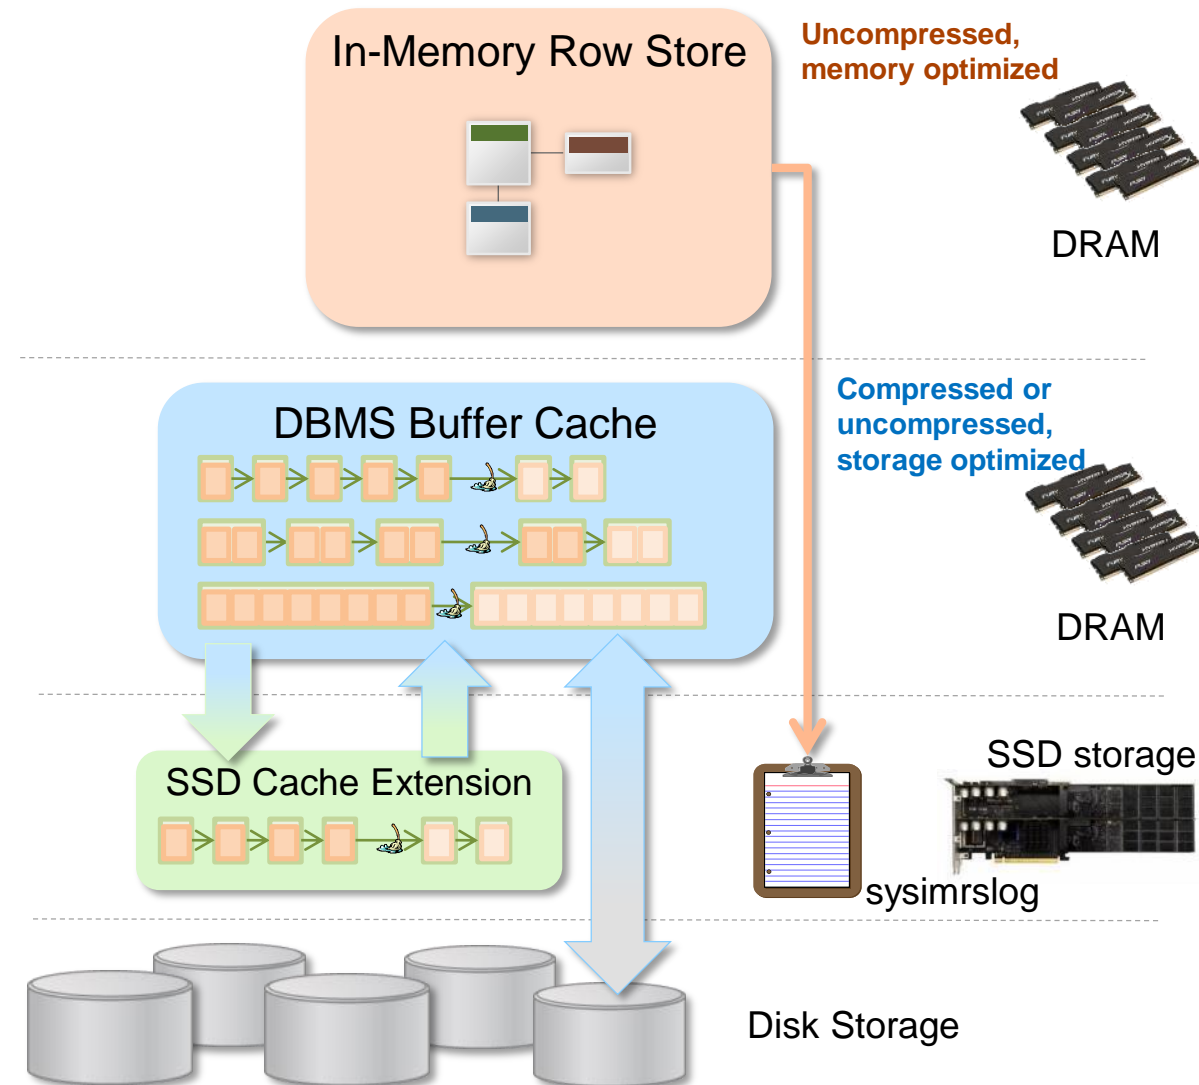 In-Memory Row Store
Uncompressed,
memory optimized
DRAM
DBMS Buffer Cache
Compressed or
uncompressed,
storage optimized
DRAM
SSD Cache Extension
SSD storage
sysimrslog
Disk Storage